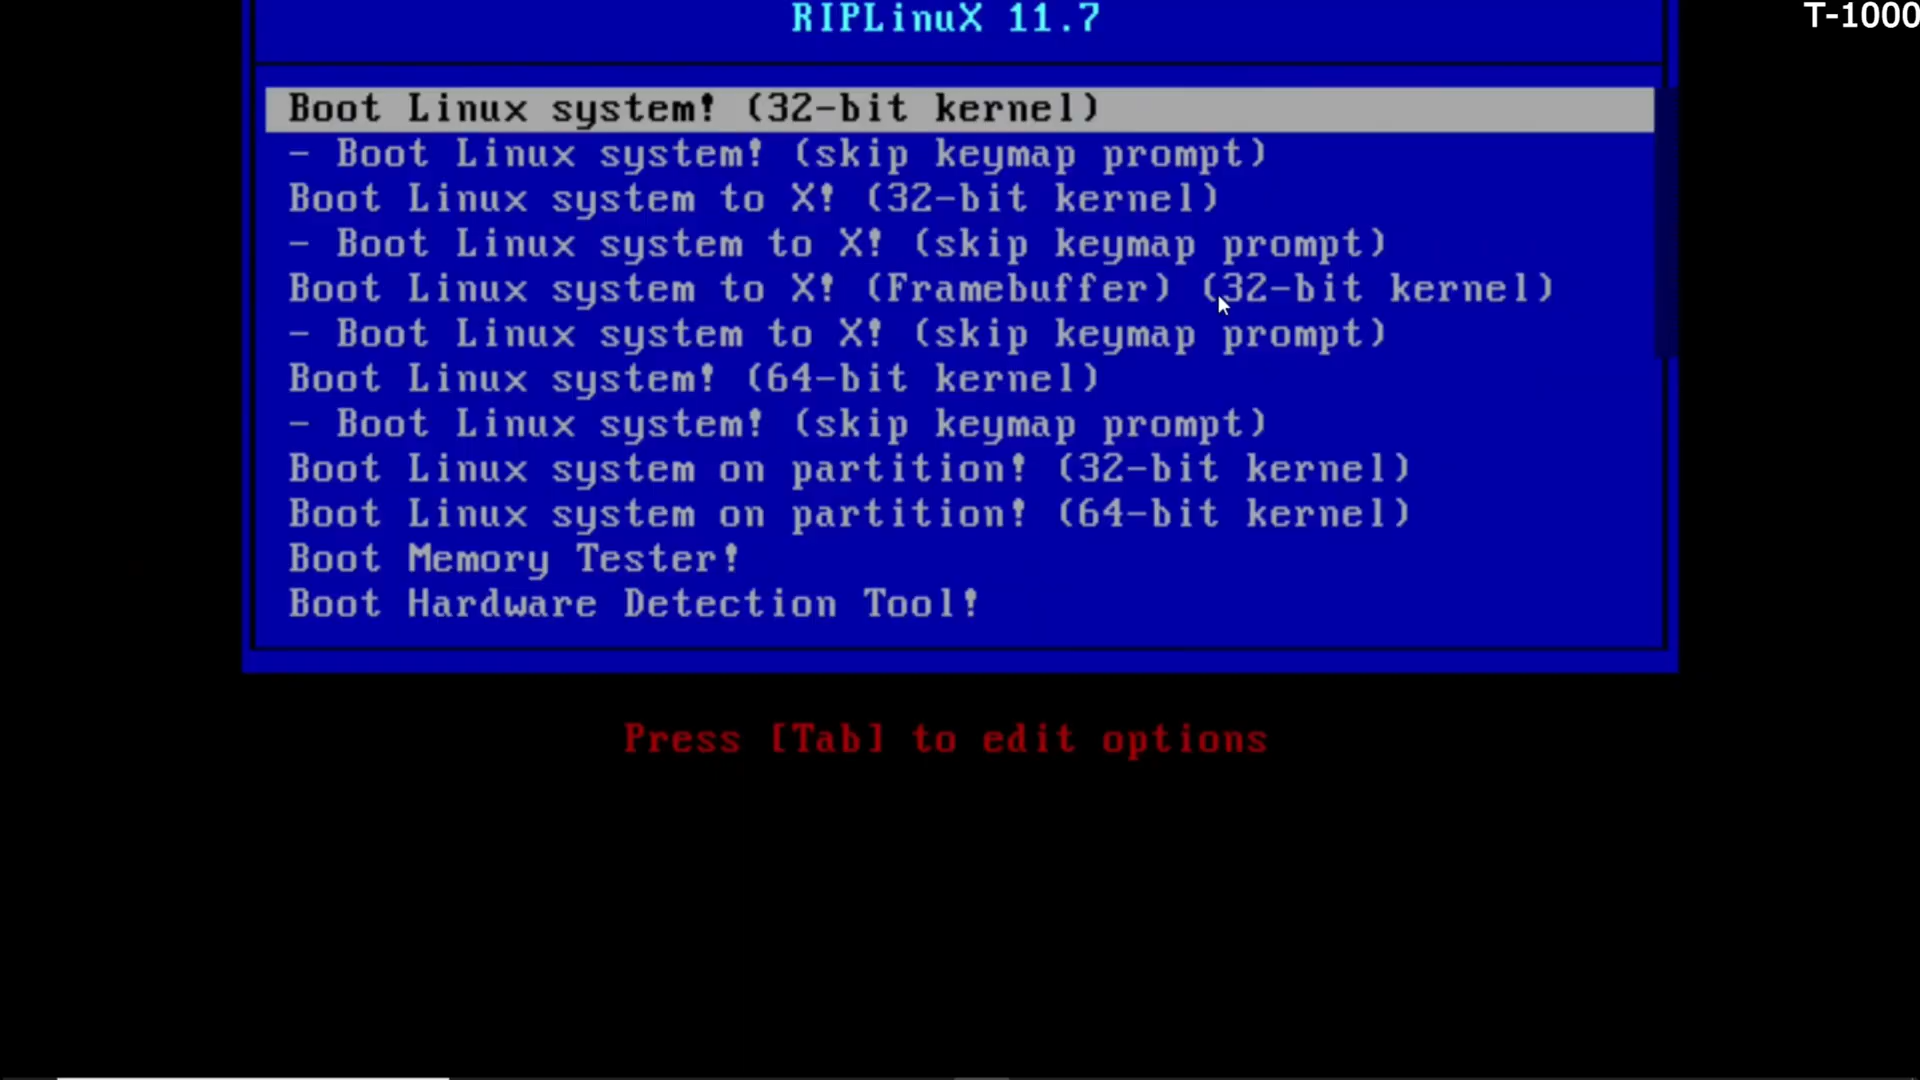 RIPLinuX 11.7
T-1000
Boot Linux system! (32-bit kernel)
- Boot Linux system! (skip keymap prompt)
Boot Linux system to X! (32-bit kernel)
- Boot Linux system to X! (skip keymap prompt)
Boot Linux system to X! (Framebuffer) (32-bit kernel)
- Boot Linux system to X! (skip keymap prompt)
Boot Linux system! (64-bit kernel)
- Boot Linux system! (skip keymap prompt)
Boot Linux system on partition! (32-bit kernel)
Boot Linux system on partition! (64-bit kernel)
Boot Memory Tester!
Boot Hardware Detection Tool!
Press [Tab] to edit options